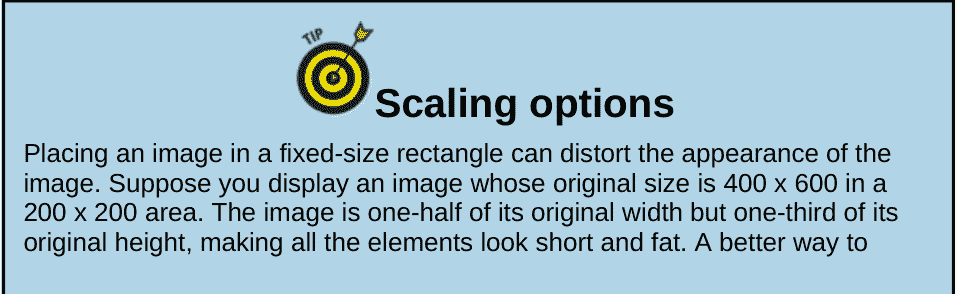 TIP
Scaling options
Placing an image in a fixed-size rectangle can distort the appearance of the
image. Suppose you display an image whose original size is 400 x 600 in a
200 x 200 area. The image is one-half of its original width but one-third of its
original height, making all the elements look short and fat. A better way to